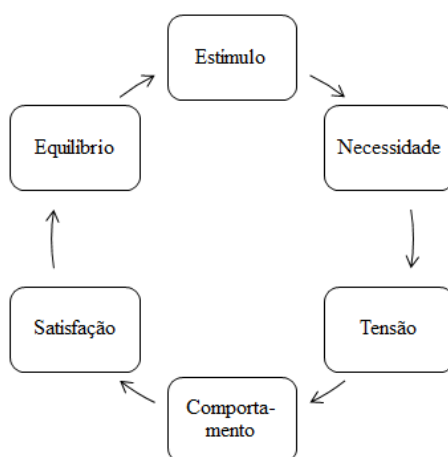 Estímulo
Necessidade
Tensão
Comporta-
mento
Satisfação
Equilíbrio